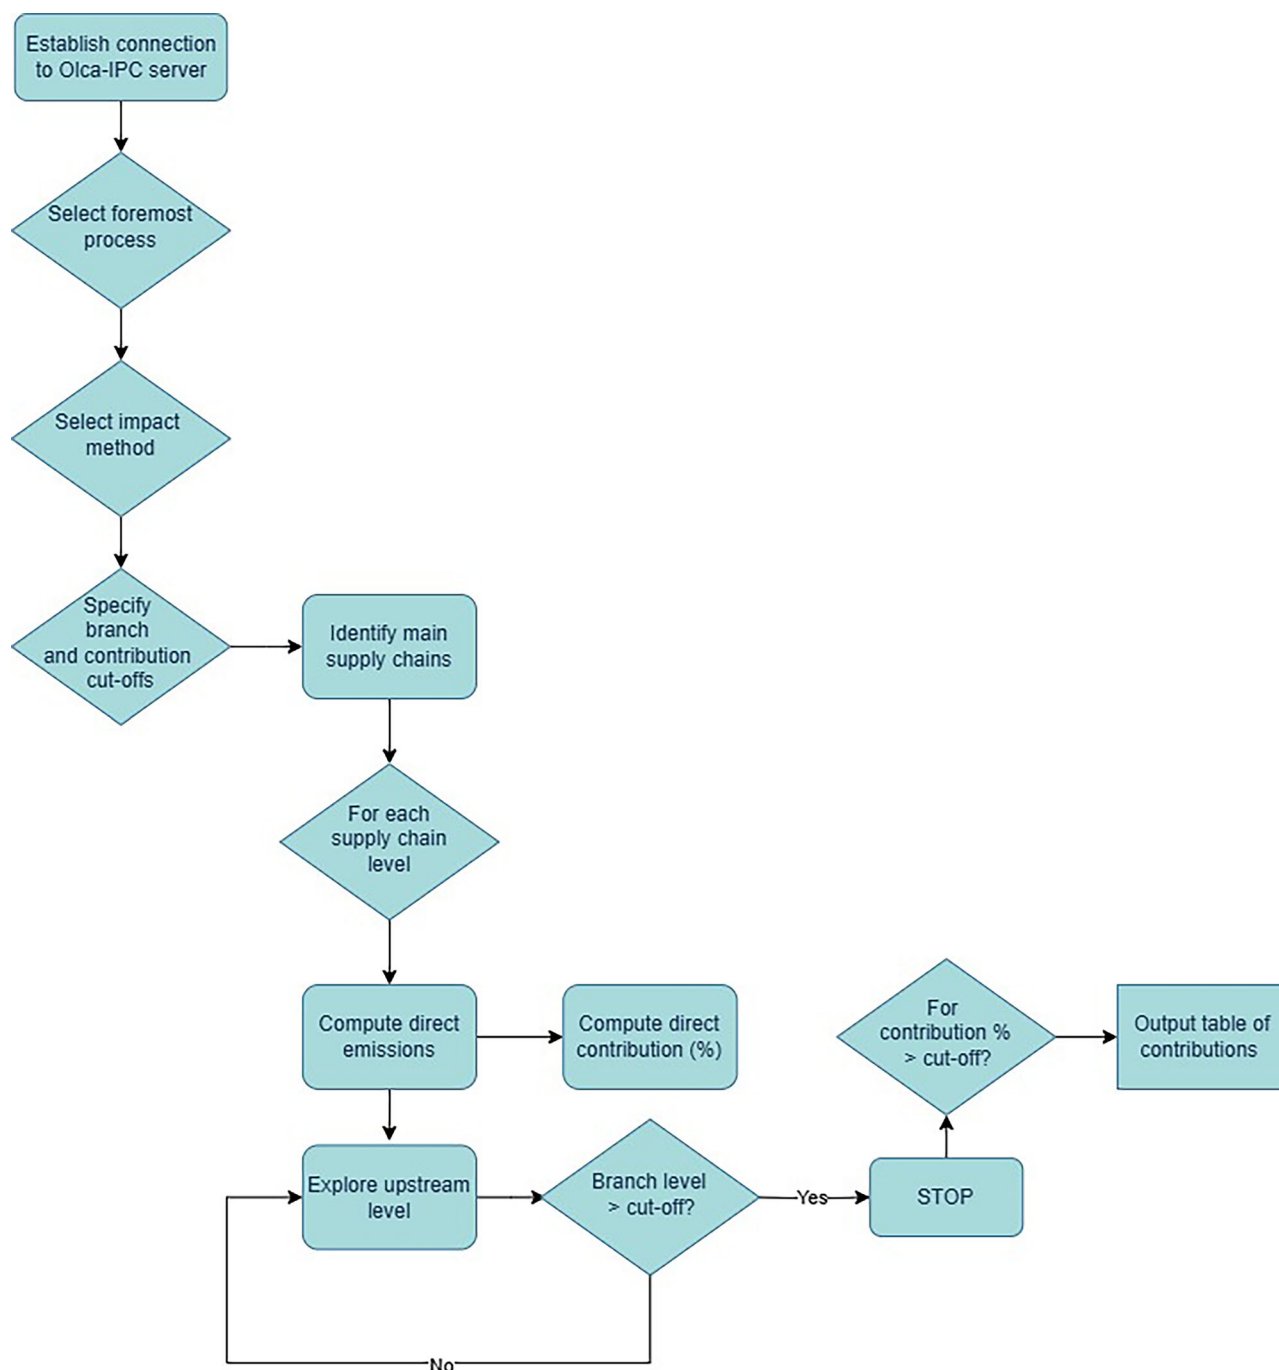 Establish connection
to Olca-IPC server
Select foremost
process
Select impact
method
Specify
branch
and contribution
cut-offs
Identify main
supply chains
For each
supply chain
level
Compute direct
emissions
Compute direct
contribution (%)
For
contribution %
> cut-off?
Output table of
contributions
Explore upstream
level
Branch level
> cut-off?
Yes
STOP
No